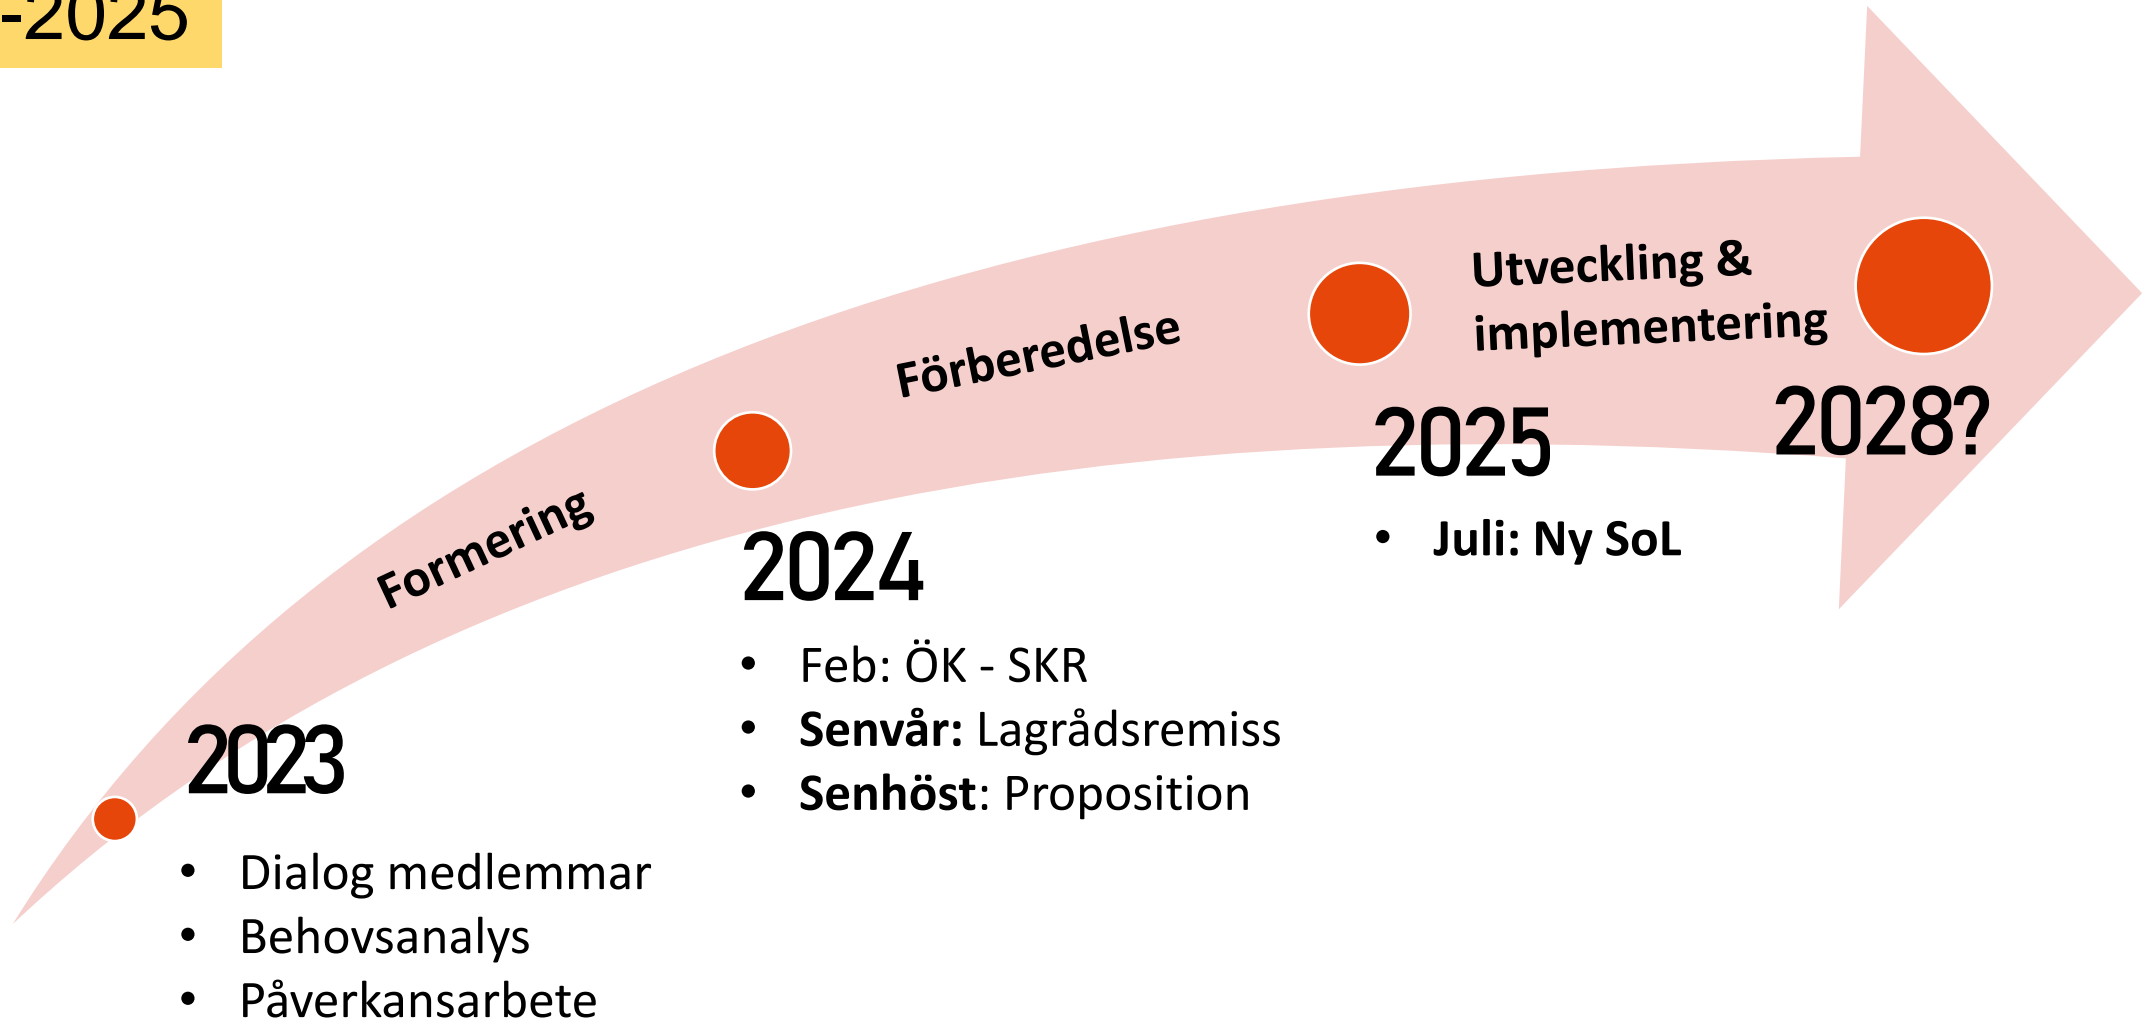 -2025
Formering
Förberedelse
Utveckling &
implementering
2023
• Dialog medlemmar
• Behovsanalys
• Påverkansarbete
2024
• Feb: ÖK - SKR
• Senvår: Lagrådsremiss
• Senhöst: Proposition
2025
• Juli: Ny SoL
2028?